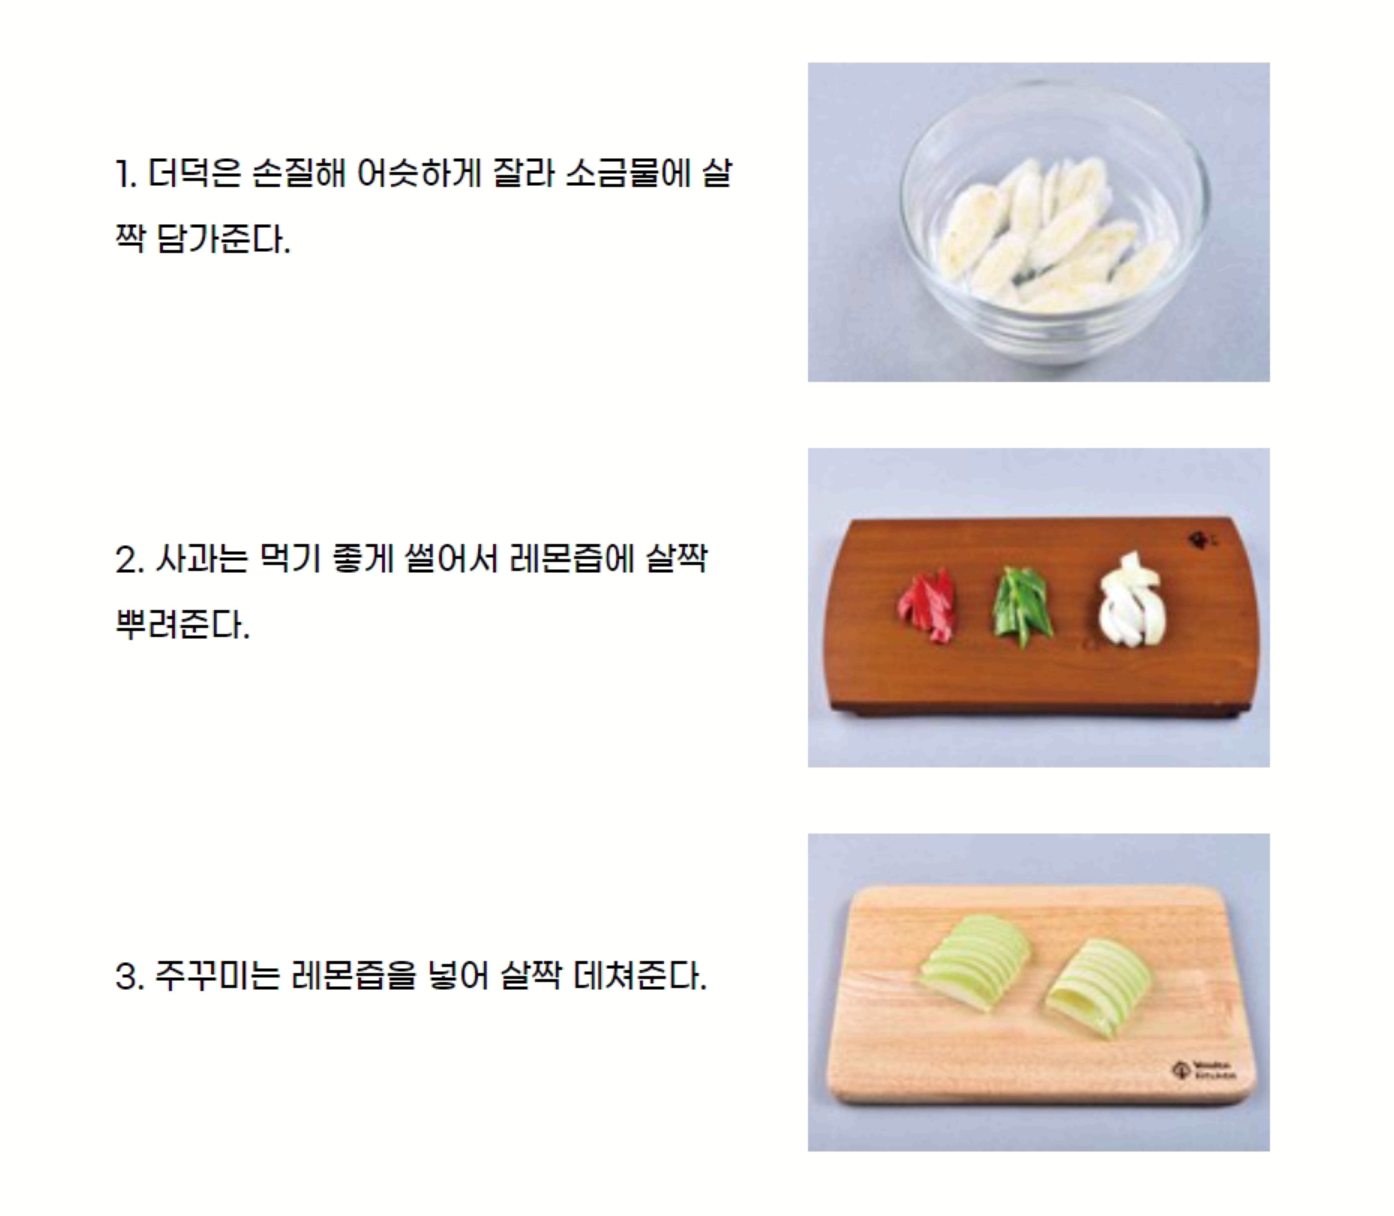 1. 더덕은 손질해 어슷하게 잘라 소금물에 살
짝 담가준다.
2. 사과는 먹기 좋게 썰어서 레몬즙에 살짝
뿌려준다.
3. 주꾸미는 레몬즙을 넣어 살짝 데쳐준다.